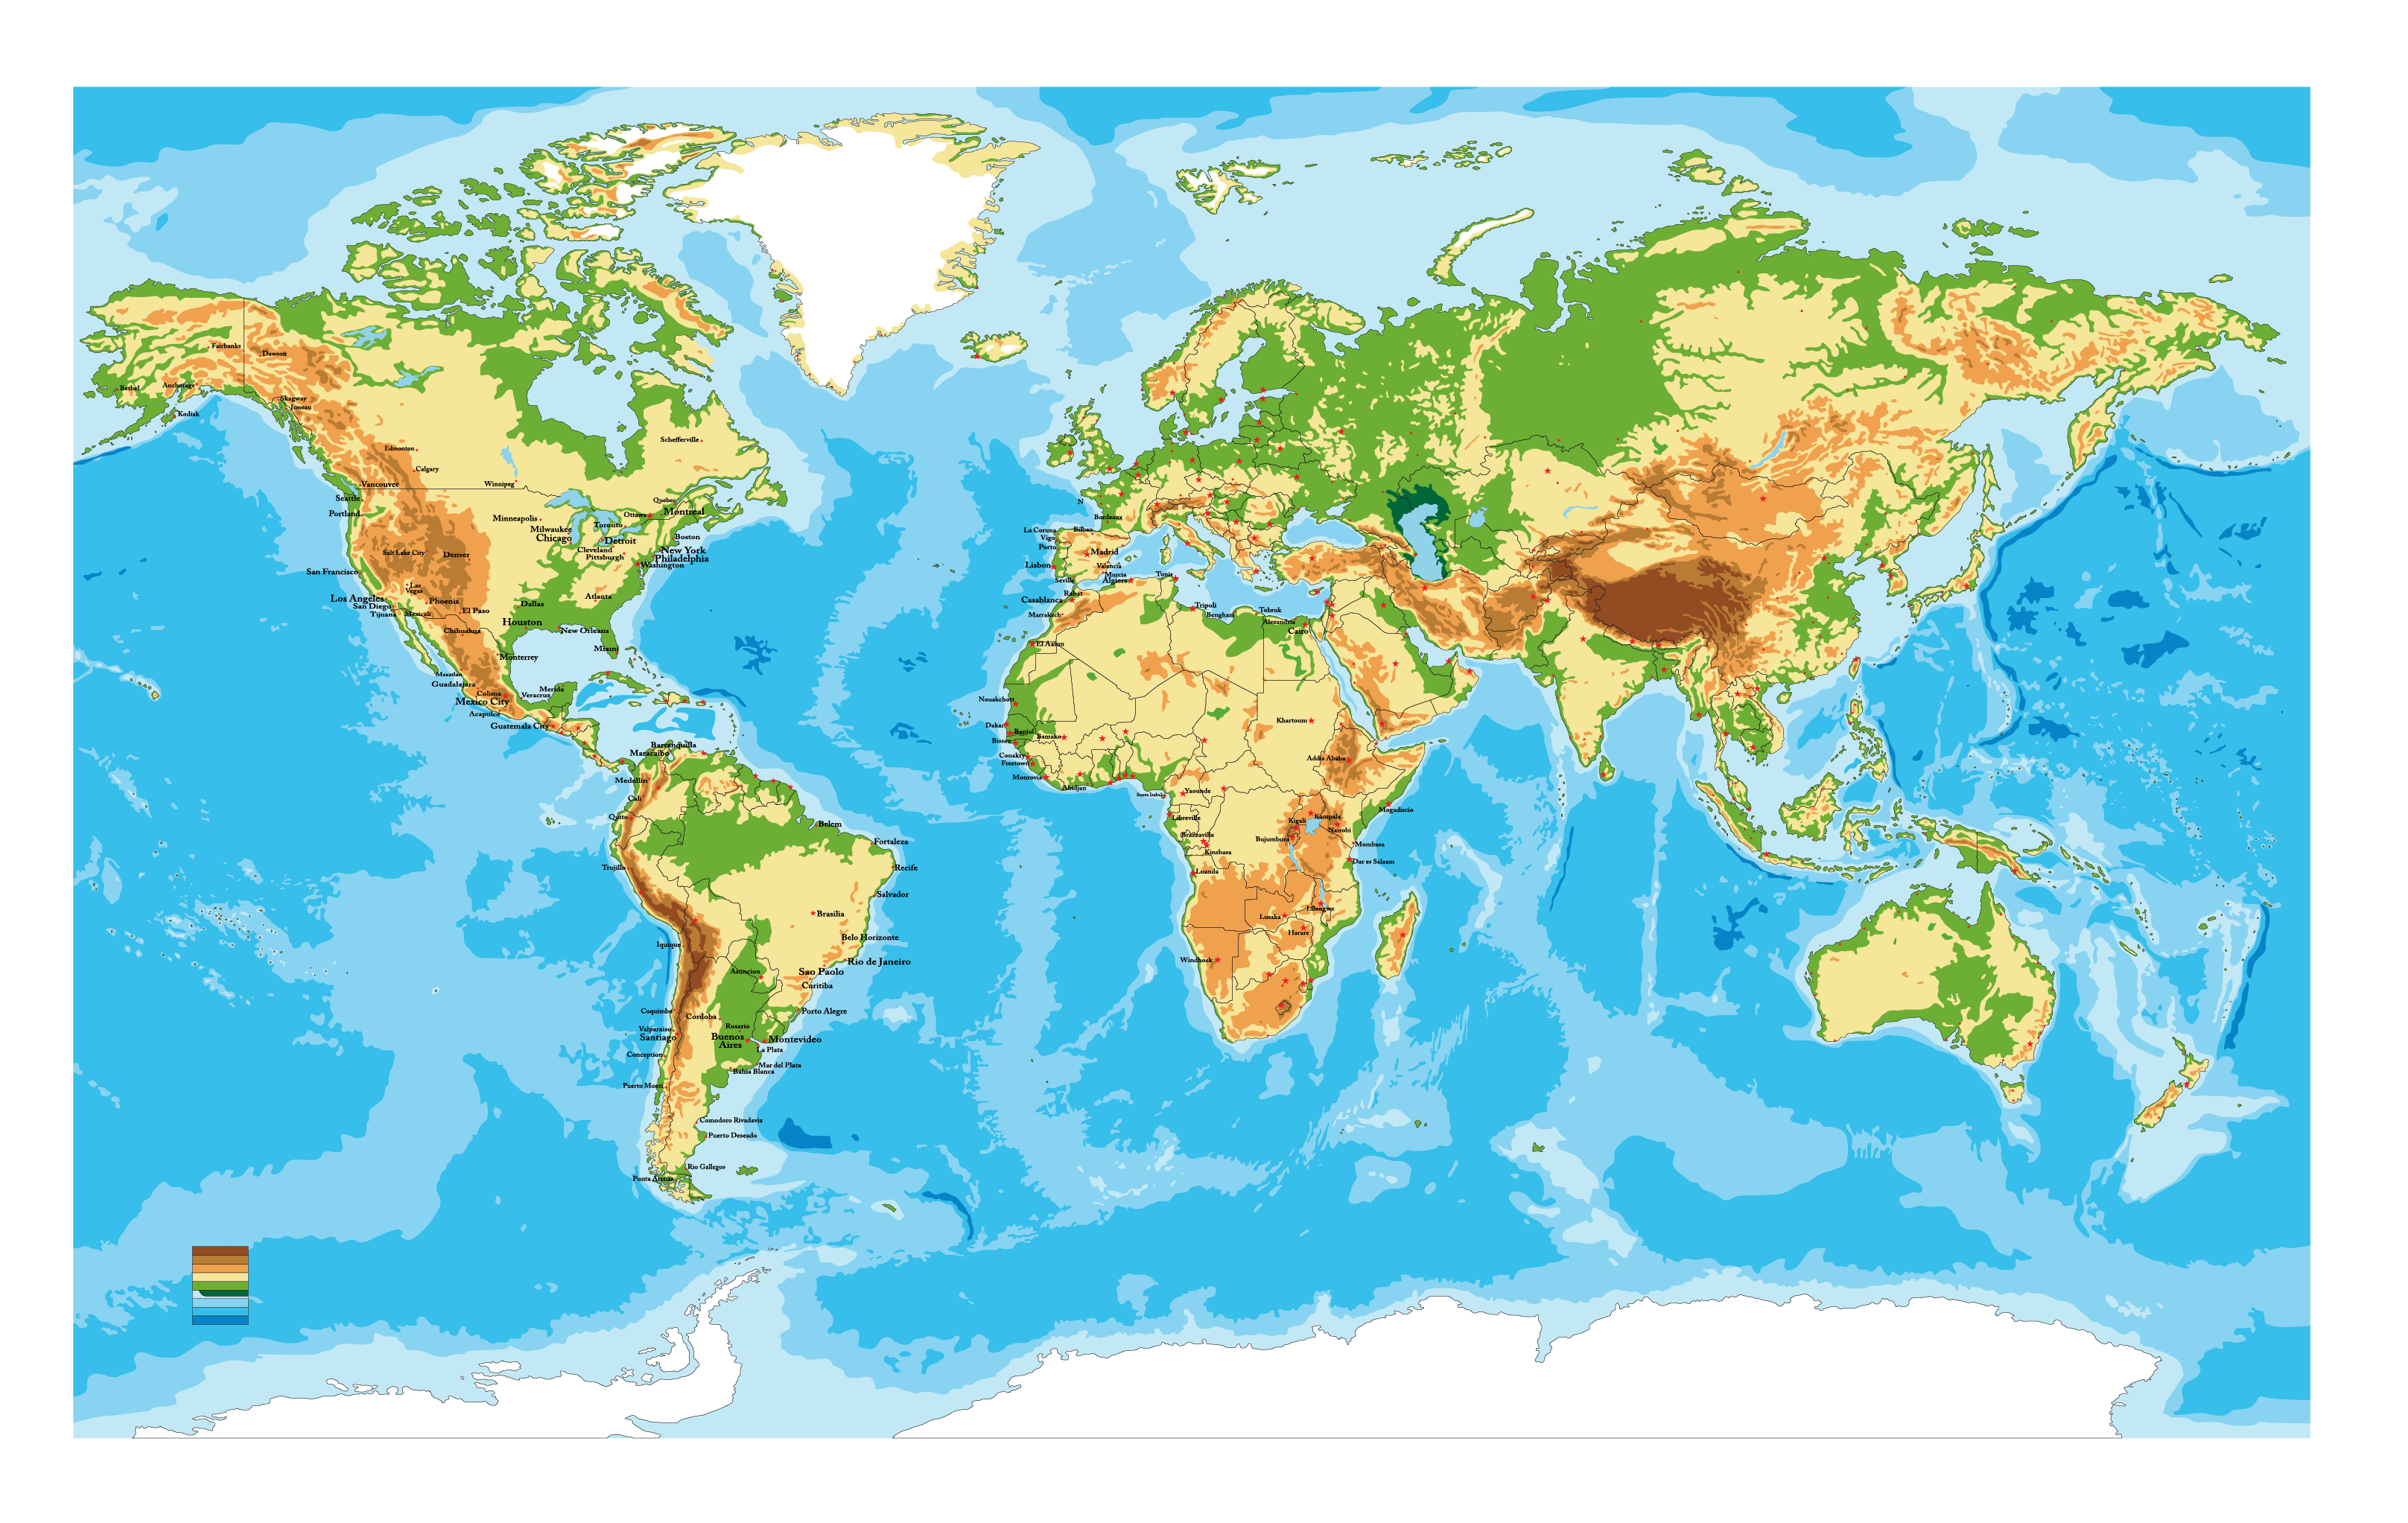 Fairbanks
Dawson
Bethel
Anchorage
Skagway
Juneau
Kodiak
Schefferville
Edmonton
Calgary
Vancouver
Winnipeg
Seattle
Quebec
Portland
Minneapolis
Ottawa
Montreal
Toronto
Milwaukee
Chicago
Detroit
Boston
Cleveland
New York
Salt Lake City
Denver
Pittsburgh
Philadelphia
Washington
San Francisco
Las
Vegas
Atlanta
Los Angeles
Phoenix
Dallas
San Diego
El Paso
Tijuana
Mexicali
Houston
Chihuahua
New Orleans
Miami
Monterrey
Mazatlan
Guadalajara
Merida
Colima
Veracruz
Mexico City
Acapulco
Guatemala City
Barranquilla
Maracaibo
Medellin
Cali
Quito
Belem
Fortaleza
Trujillo
Recife
Salvador
Brasilia
Belo Horizonte
Iquique
Rio de Janeiro
Asuncion
Sao Paolo
Curitiba
Coquimbo
Cordoba
Porto Alegre
Rosario
Valparaiso
Santiago
Buenos
Aires
Montevideo
La Plata
Conception
Mar del Plata
Bahia Blanca
Puerto Monti
Comodoro Rivadavia
Puerto Deseado
Rio Gallegos
Punta Arenas
N
Bordeaux
La Coruna
Bilbao
Vigo
Porto
Madrid
Lisbon
Valencia
Murcia
Seville
Algiers
Tunis
Rabat
Casablanca
Marrakech
Tripoli
Benghasi
Tobruk
Alexandria
Cairo
El Aaiun
Nouakchott
Dakar
Banjul
Bissau
Bamako
Khartoum
Conakry
Freetown
Monrovia
Abidjan
Addis Ababa
Santa Isabel
Yaounde
Mogadiscio
Libreville
Kampala
Kigali
Nairobi
Brazzaville
Bujumbura
Mombasa
Kinshasa
Dar es Salaam
Luanda
Lilongwe
Lusaka
Harare
Windhoek